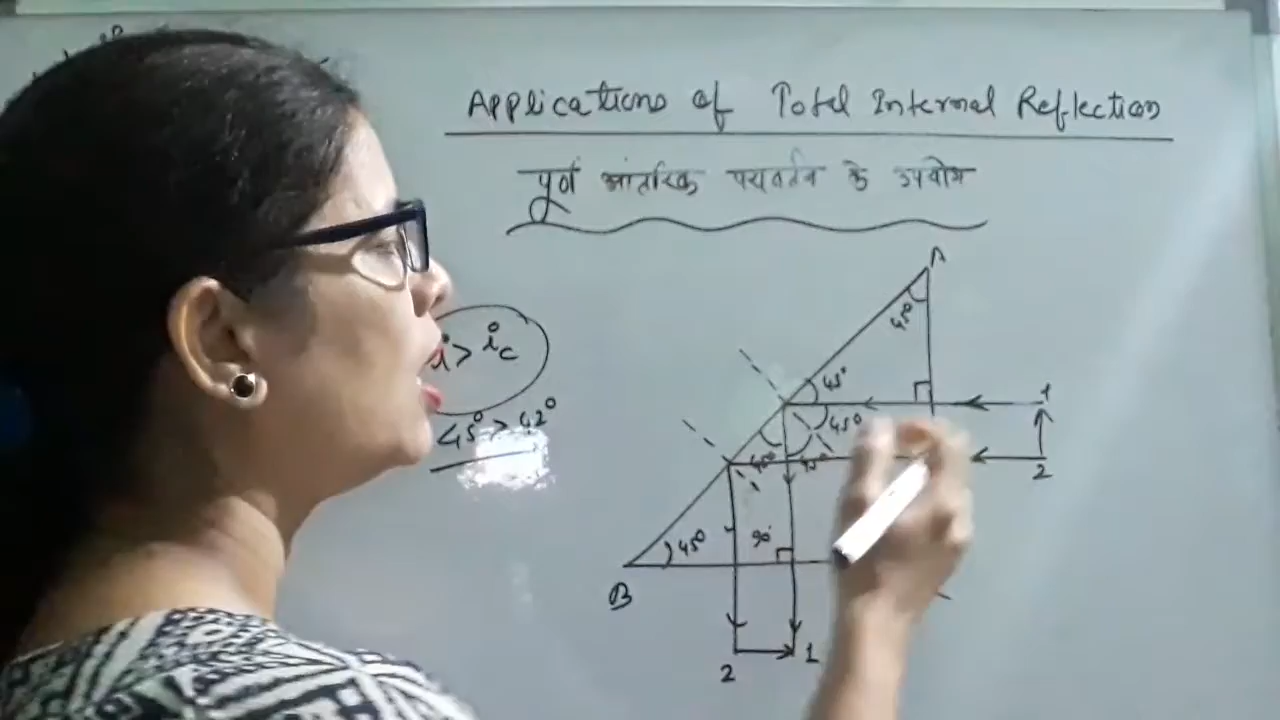 Applications of Total Internal Reflection
पूर्ण आंतरिक परावर्तन के उपयोग
A
45°
i > ic
45°
1
45° > 42°
45°
45° 45°
2
45° 90°
B
2 1